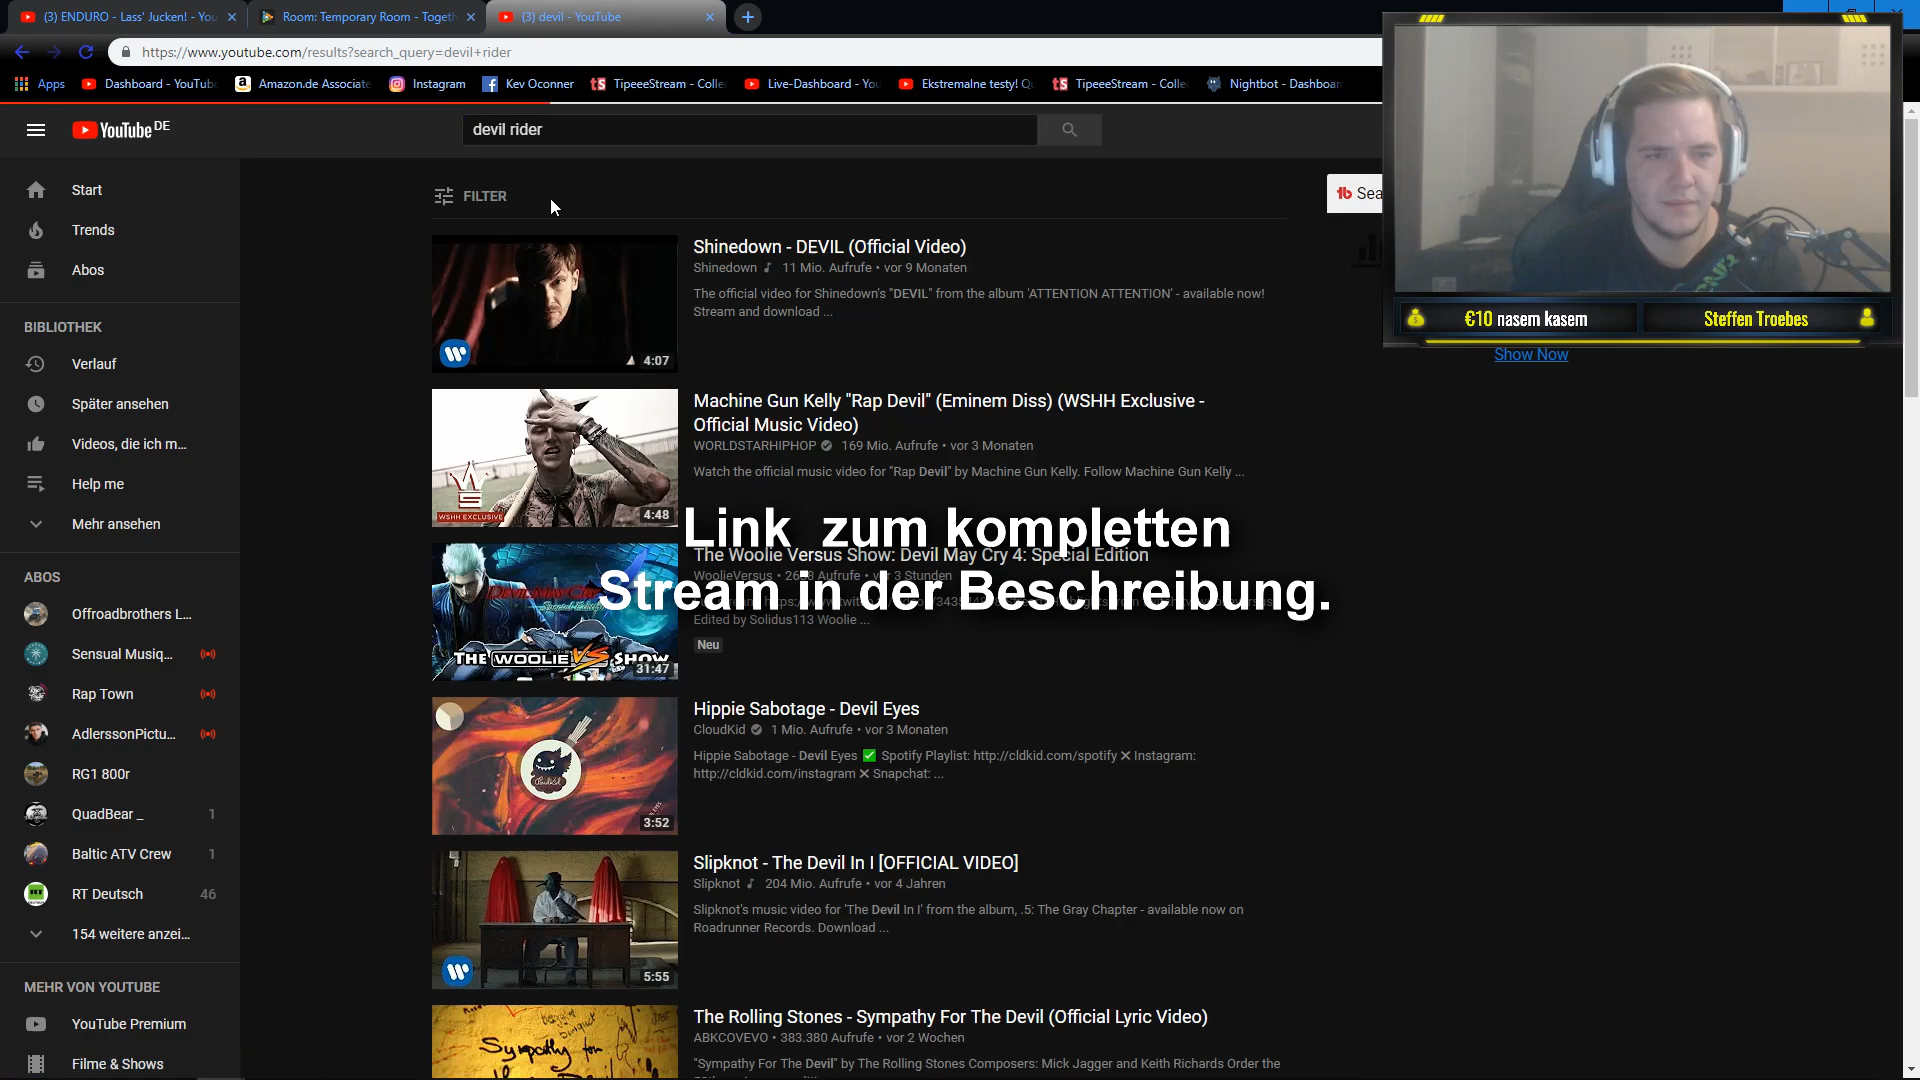 (3) ENDURO - Lass' Jucken! - You
Room: Temporary Room - Togeth
(3) devil - YouTube
https://www.youtube.com/results?search_query=devil+rider
Apps
Dashboard - YouTube
Amazon.de Associate
Instagram
Kev Oconner
TipeeeStream - Colle
Live-Dashboard - You
Ekstremalne testy! Q
TipeeeStream - Colle
Nightbot - Dashboar
YouTube DE
devil rider
Start
Trends
Abos
BIBLIOTHEK
Verlauf
Später ansehen
Videos, die ich m...
Help me
Mehr ansehen
ABOS
Offroadbrothers L...
Sensual Musiq...
Rap Town
AdlerssonPictu...
RG1 800r
QuadBear _ 1
Baltic ATV Crew 1
RT Deutsch 46
154 weitere anzei...
MEHR VON YOUTUBE
YouTube Premium
Filme & Shows
FILTER
Shinedown - DEVIL (Official Video)
Shinedown 11 Mio. Aufrufe • vor 9 Monaten
The official video for Shinedown's "DEVIL" from the album 'ATTENTION ATTENTION' - available now!
Stream and download ...
4:07
Machine Gun Kelly "Rap Devil" (Eminem Diss) (WSHH Exclusive -
Official Music Video)
WORLDSTARHIPHOP 169 Mio. Aufrufe • vor 3 Monaten
Watch the official music video for "Rap Devil" by Machine Gun Kelly. Follow Machine Gun Kelly ...
WSHH EXCLUSIVE
4:48
Link zum kompletten
Stream in der Beschreibung.
The Woolie Versus Show: Devil May Cry 4: Special Edition
WoolieVersus
vor 3 Stunden
Edited by Solidus113 Woolie ...
Neu
THE WOOLIE VS SHOW
31:47
Hippie Sabotage - Devil Eyes
CloudKid 1 Mio. Aufrufe • vor 3 Monaten
Hippie Sabotage - Devil Eyes ✅ Spotify Playlist: http://cldkid.com/spotify ✕ Instagram:
http://cldkid.com/instagram ✕ Snapchat: ...
3:52
Slipknot - The Devil In I [OFFICIAL VIDEO]
Slipknot 204 Mio. Aufrufe • vor 4 Jahren
Slipknot's music video for 'The Devil In I' from the album, .5: The Gray Chapter - available now on
Roadrunner Records. Download ...
5:55
The Rolling Stones - Sympathy For The Devil (Official Lyric Video)
ABKCOVEVO • 383.380 Aufrufe • vor 2 Wochen
"Sympathy For The Devil" by The Rolling Stones Composers: Mick Jagger and Keith Richards Order the
Sympathy for
Sea
€10 nasem kasem
Steffen Troebes
Show Now